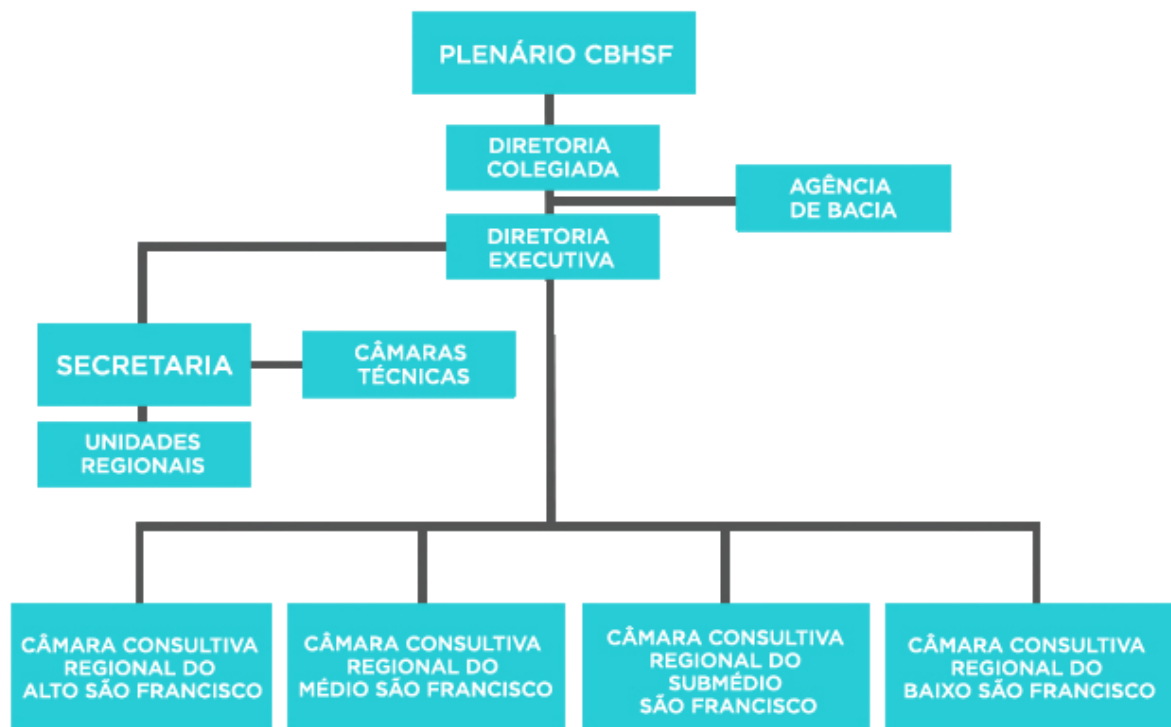 PLENÁRIO CBHSF
DIRETORIA
COLEGIADA
AGÊNCIA
DE BACIA
DIRETORIA
EXECUTIVA
SECRETARIA
CÂMARAS
TÉCNICAS
UNIDADES
REGIONAIS
CÂMARA CONSULTIVA
REGIONAL DO
ALTO SÃO FRANCISCO
CÂMARA CONSULTIVA
REGIONAL DO
MÉDIO SÃO FRANCISCO
CÂMARA CONSULTIVA
REGIONAL DO
SUBMÉDIO
SÃO FRANCISCO
CÂMARA CONSULTIVA
REGIONAL DO
BAIXO SÃO FRANCISCO